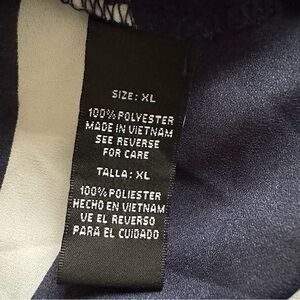 SIZE: XL
100% POLYESTER
MADE IN VIETNAM
SEE REVERSE
FOR CARE
TALLA: XL
100% POLIESTER
HECHO EN VIETNAM
VE EL REVERSO
PARA EL CUIDADO